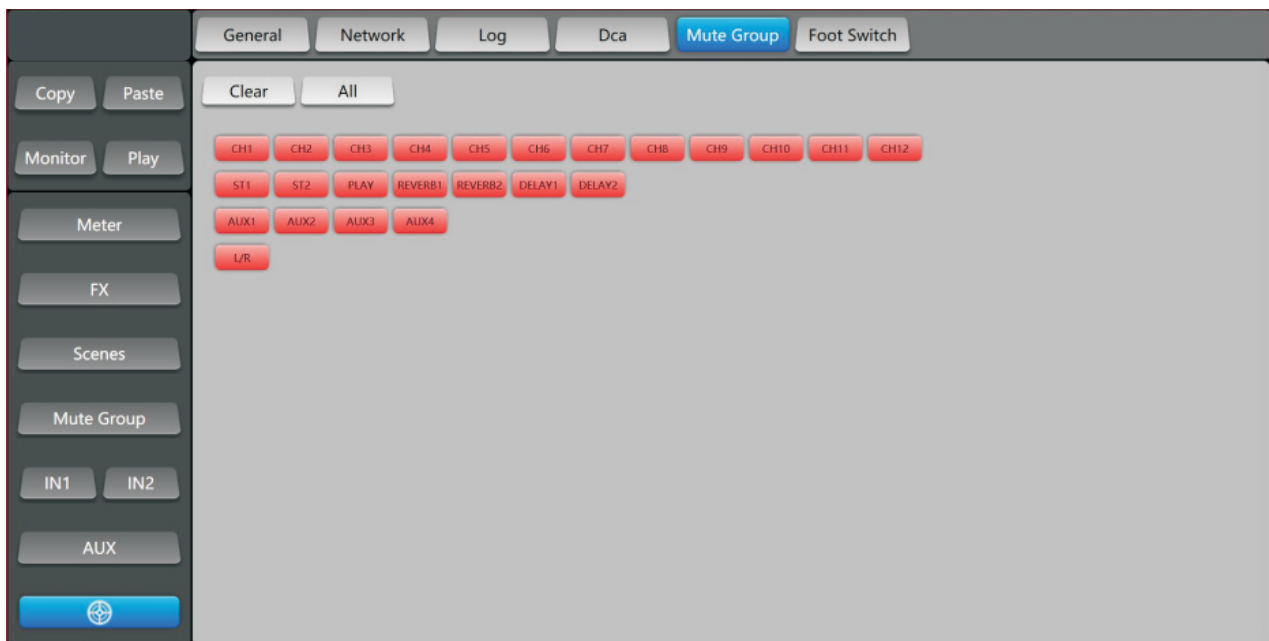 General Network Log Dca Mute Group Foot Switch
Copy Paste
Monitor Play
Meter
FX
Scenes
Mute Group
IN1 IN2
AUX
Clear All
CH1 CH2 CH3 CH4 CH5 CH6 CH7 CH8 CH9 CH10 CH11 CH12
ST1 ST2 PLAY REVERB1 REVERB2 DELAY1 DELAY2
AUX1 AUX2 AUX3 AUX4
L/R